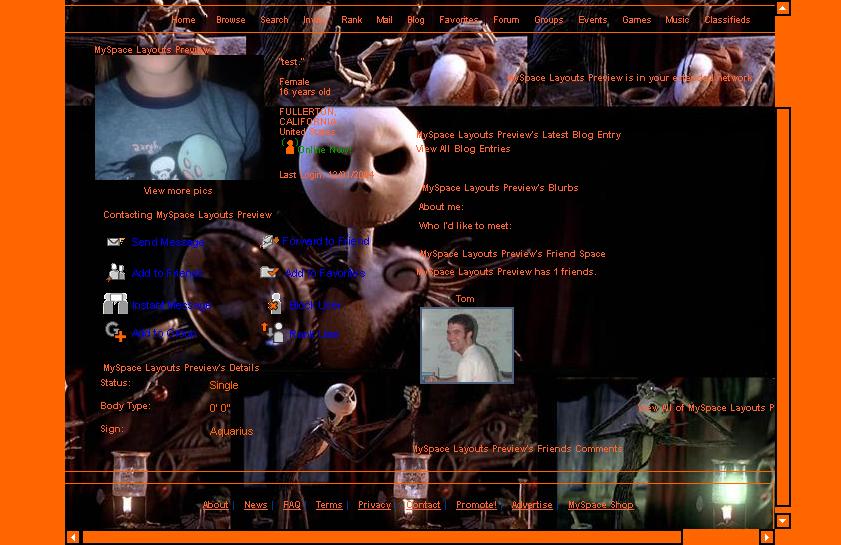 Home Browse Search Invite Rank Mail Blog Favorites Forum Groups Events Games Music Classifieds
MySpace Layouts Preview
"test."
Female
16 years old
FULLERTON,
CALIFORNIA
United States
Online Now!
Last Login: 12/01/2004
View more pics
Contacting MySpace Layouts Preview
Send Message Forward to Friend
Add to Friends Add to Favorites
Instant Message Block User
Add to Group Rank User
MySpace Layouts Preview's Details
Status: Single
Body Type: 0' 0"
Sign: Aquarius
MySpace Layouts Preview is in your extended network
MySpace Layouts Preview's Latest Blog Entry
View All Blog Entries
MySpace Layouts Preview's Blurbs
About me:
Who I'd like to meet:
MySpace Layouts Preview's Friend Space
MySpace Layouts Preview has 1 friends.
Tom
View All of MySpace Layouts P
MySpace Layouts Preview's Friends Comments
About | News | FAQ | Terms | Privacy | Contact | Promote! | Advertise | MySpace Shop